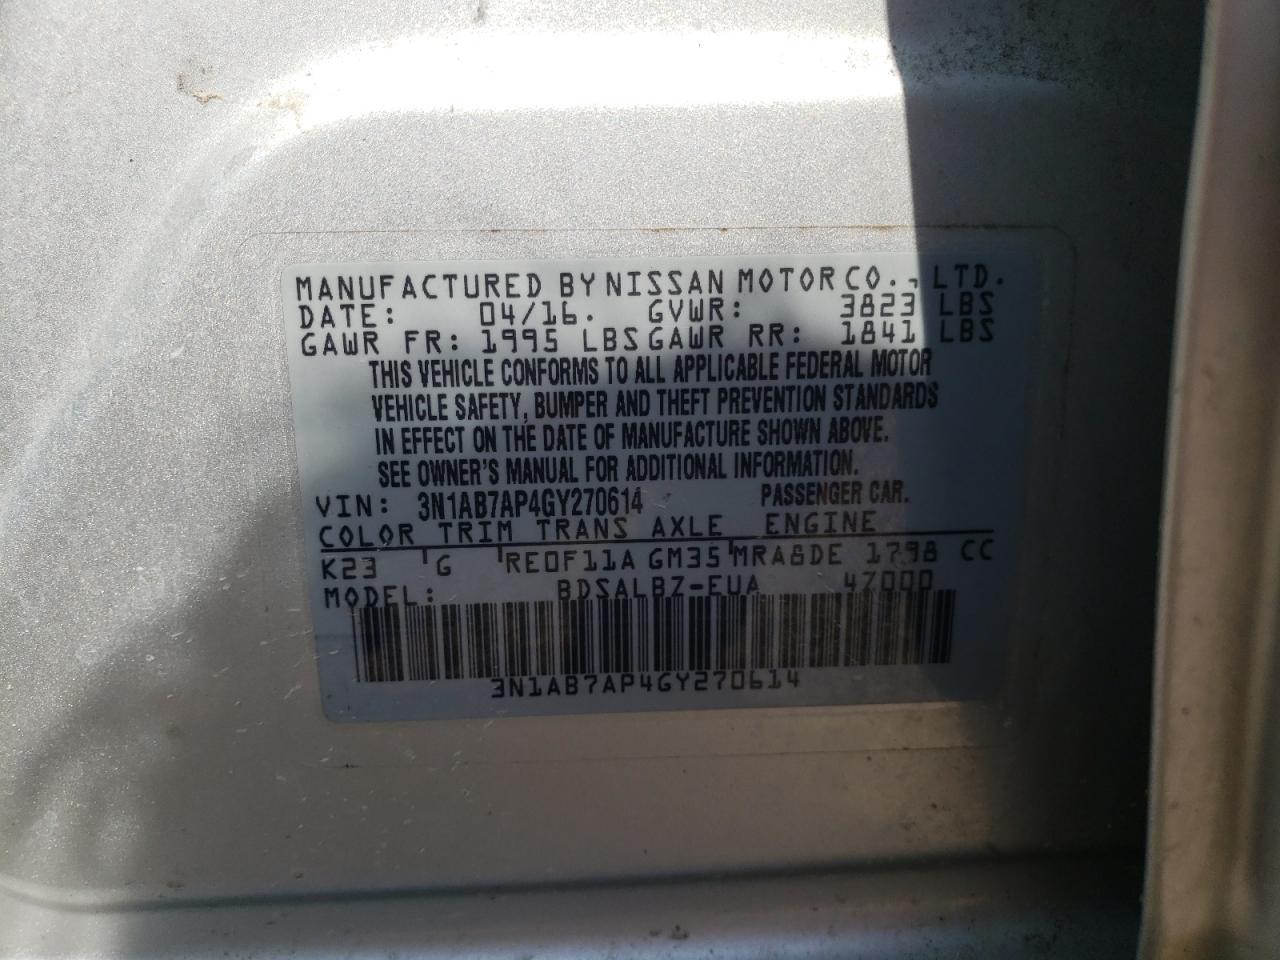 MANUFACTURED BY NISSAN MOTOR CO., LTD.
DATE: 04/16. GVWR: 3823 LBS
GAWR FR: 1995 LBS GAWR RR: 1841 LBS
THIS VEHICLE CONFORMS TO ALL APPLICABLE FEDERAL MOTOR
VEHICLE SAFETY, BUMPER AND THEFT PREVENTION STANDARDS
IN EFFECT ON THE DATE OF MANUFACTURE SHOWN ABOVE.
SEE OWNER'S MANUAL FOR ADDITIONAL INFORMATION.
VIN: 3N1AB7AP4GY270614 PASSENGER CAR.
COLOR TRIM TRANS AXLE ENGINE
K23 G RE0F11A GM35 MRA8DE 1798 CC
MODEL: BDSALBZ-EUA 47000
3N1AB7AP4GY270614